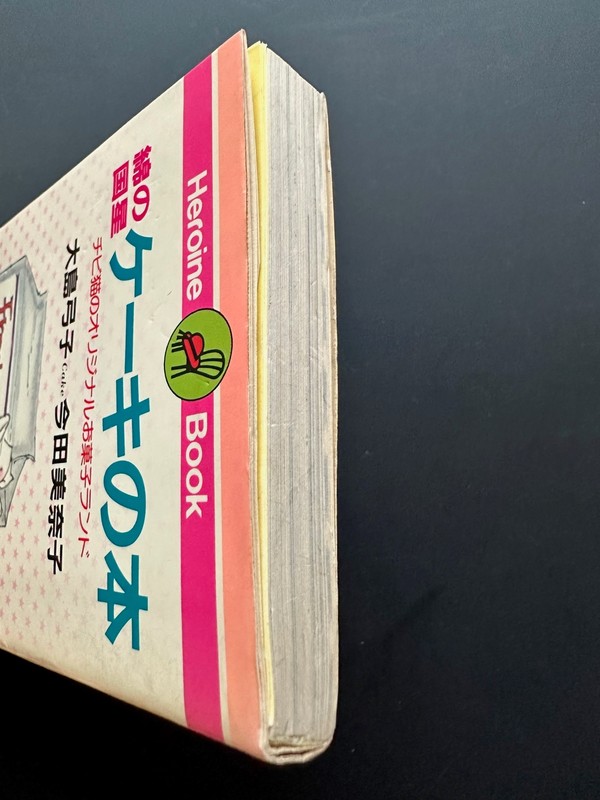 Heroine Book
綿の
国星
ケーキの本
チビ猫のオリジナルお菓子ランド
大島弓子 Cake 今田美奈子